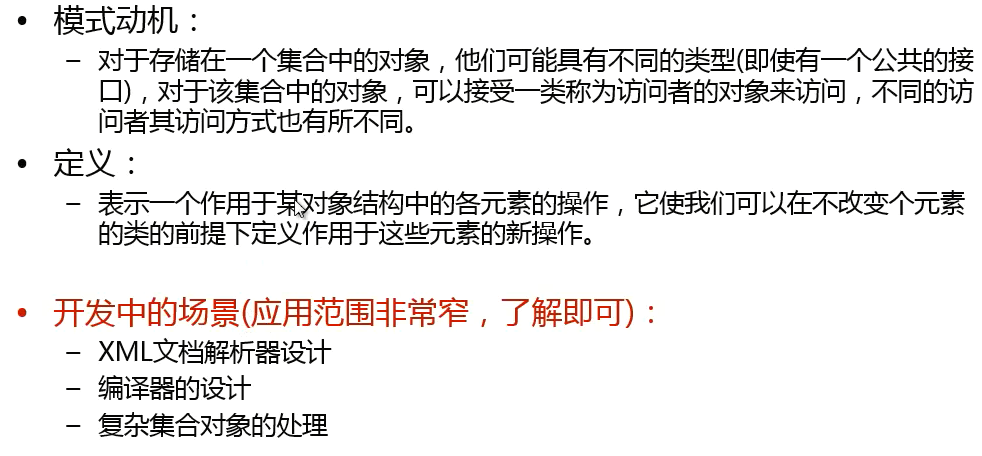 • 模式动机：
– 对于存储在一个集合中的对象，他们可能具有不同的类型(即使有一个公共的接
口)，对于该集合中的对象，可以接受一类称为访问者的对象来访问，不同的访
问者其访问方式也有所不同。
• 定义：
– 表示一个作用于某对象结构中的各元素的操作，它使我们可以在不改变个元素
的类的前提下定义作用于这些元素的新操作。
• 开发中的场景(应用范围非常窄，了解即可)：
– XML文档解析器设计
– 编译器的设计
– 复杂集合对象的处理